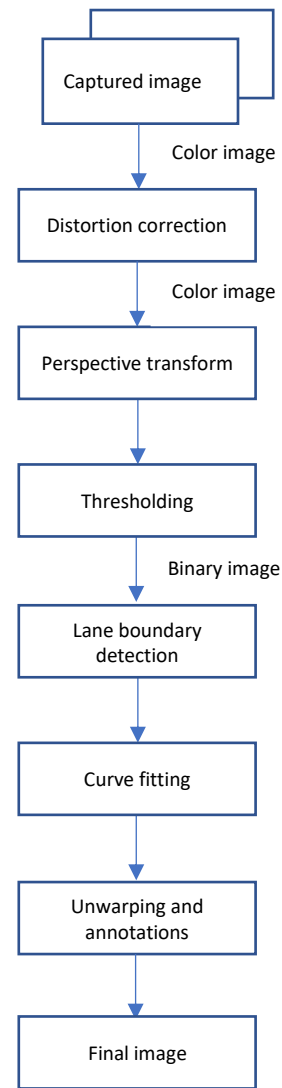 Captured image
Color image
Distortion correction
Color image
Perspective transform
Thresholding
Binary image
Lane boundary
detection
Curve fitting
Unwarping and
annotations
Final image